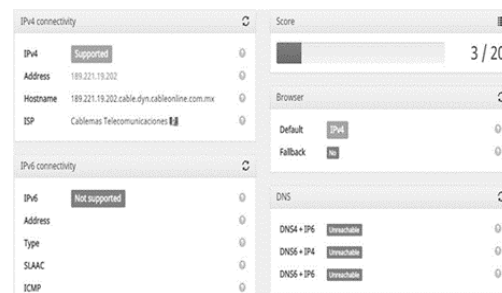 IPv4 connectivity
IPv4 Supported
Address 189.221.19.202
Hostname 189.221.19.202.cable.dyn.cableonline.com.mx
ISP Cablemas Telecomunicaciones
IPv6 connectivity
IPv6 Not supported
Address
Type
SLAAC
ICMP
Score
3 / 20
Browser
Default IPv4
Fallback No
DNS
DNS4 + IP6 Unreachable
DNS6 + IP4 Unreachable
DNS6 + IP6 Unreachable